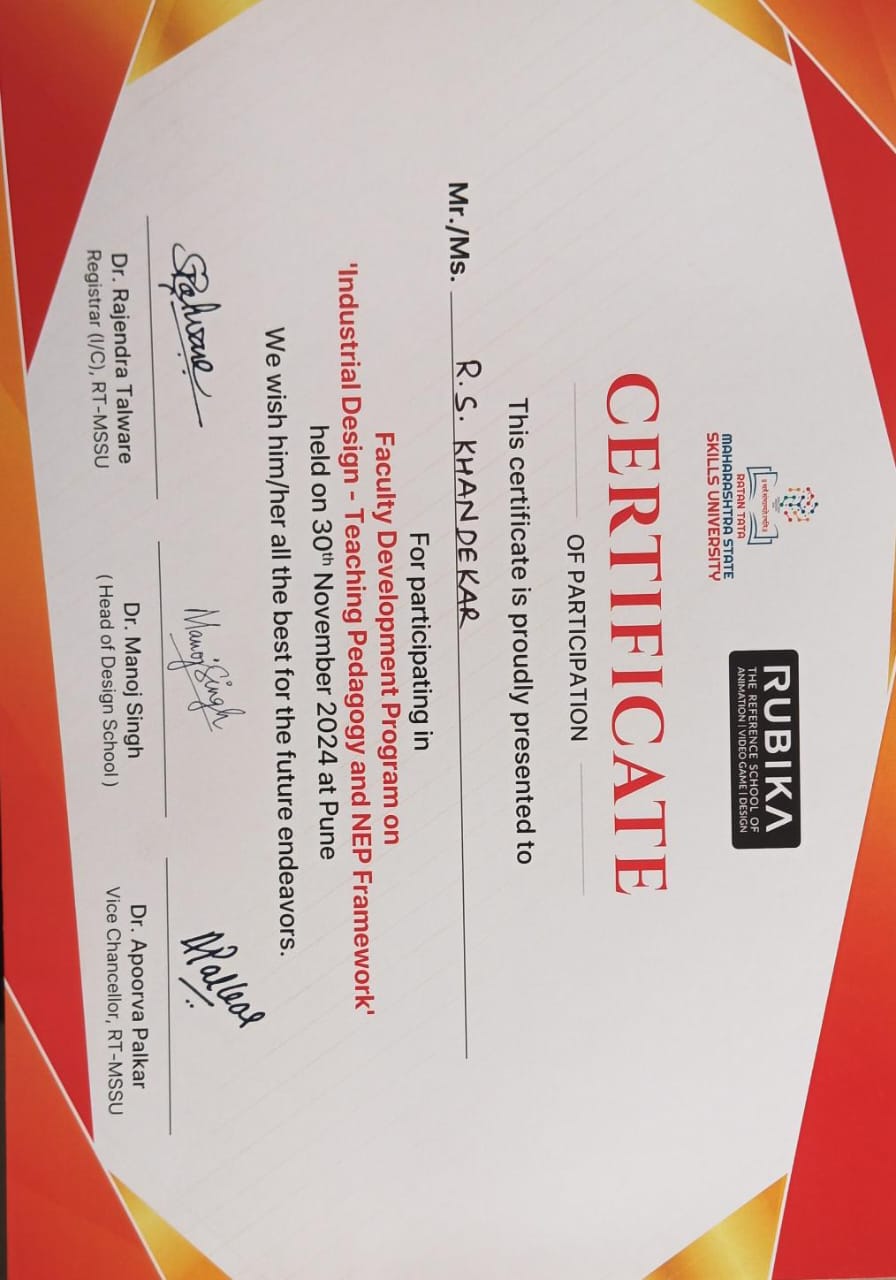 RATAN TATA
MAHARASHTRA STATE
SKILLS UNIVERSITY
RUBIKA
THE REFERENCE SCHOOL OF
ANIMATION | VIDEO GAME | DESIGN
CERTIFICATE
OF PARTICIPATION
This certificate is proudly presented to
Mr./Ms. R. S. KHANDEKAR
For participating in
Faculty Development Program on
'Industrial Design - Teaching Pedagogy and NEP Framework'
held on 30th November 2024 at Pune
We wish him/her all the best for the future endeavors.
Manoj Singh
Dr. Rajendra Talware
Registrar (I/C), RT-MSSU
Dr. Manoj Singh
( Head of Design School )
Dr. Apoorva Palkar
Vice Chancellor, RT-MSSU